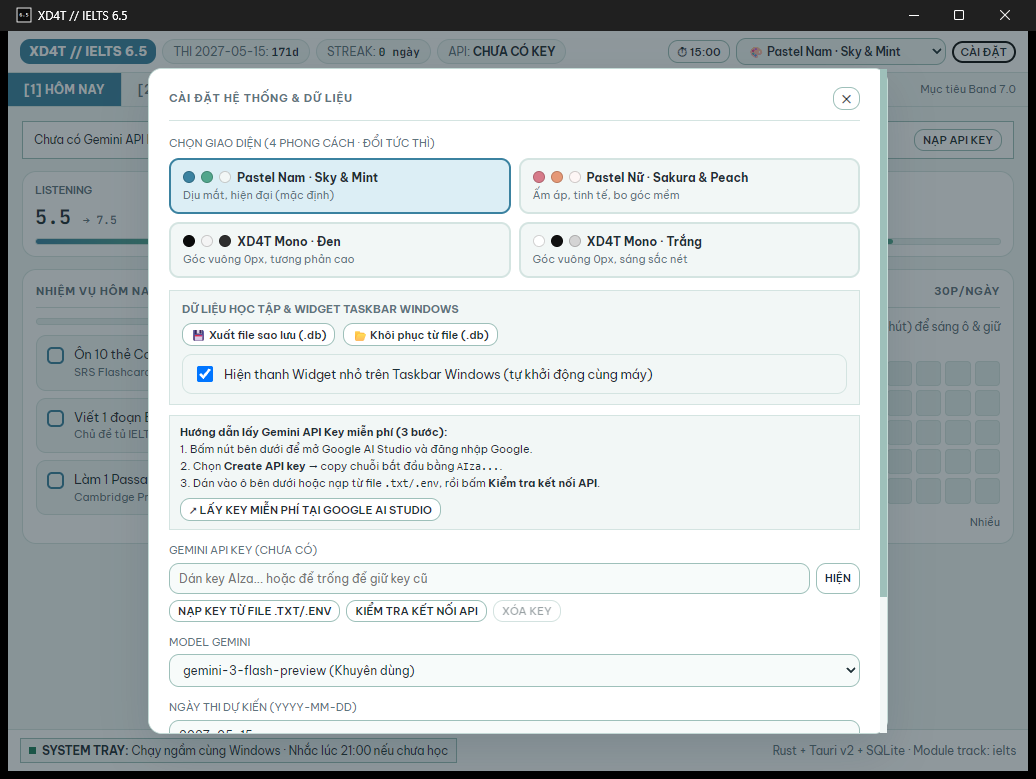 XD4T // IELTS 6.5
XD4T // IELTS 6.5
THI 2027-05-15: 171d
STREAK: 0 ngày
API: CHƯA CÓ KEY
15:00
Pastel Nam · Sky & Mint
CÀI ĐẶT
[1] HÔM NAY
Mục tiêu Band 7.0
Chưa có Gemini API
NẠP API KEY
LISTENING
5.5 → 7.5
NHIỆM VỤ HÔM NA
30P/NGÀY
để sáng ô & giữ
Ôn 10 thẻ
SRS Flashcar
Viết 1 đoạn
Chủ đề tủ IELT
Làm 1 Passa
Cambridge Pr
Nhiều
CÀI ĐẶT HỆ THỐNG & DỮ LIỆU
CHỌN GIAO DIỆN (4 PHONG CÁCH · ĐỔI TỨC THÌ)
Pastel Nam · Sky & Mint
Dịu mắt, hiện đại (mặc định)
Pastel Nữ · Sakura & Peach
Ấm áp, tinh tế, bo góc mềm
XD4T Mono · Đen
Góc vuông 0px, tương phản cao
XD4T Mono · Trắng
Góc vuông 0px, sáng sắc nét
DỮ LIỆU HỌC TẬP & WIDGET TASKBAR WINDOWS
Xuất file sao lưu (.db)
Khôi phục từ file (.db)
Hiện thanh Widget nhỏ trên Taskbar Windows (tự khởi động cùng máy)
Hướng dẫn lấy Gemini API Key miễn phí (3 bước):
1. Bấm nút bên dưới để mở Google AI Studio và đăng nhập Google.
2. Chọn Create API key → copy chuỗi bắt đầu bằng AIza....
3. Dán vào ô bên dưới hoặc nạp từ file .txt/.env, rồi bấm Kiểm tra kết nối API.
↗ LẤY KEY MIỄN PHÍ TẠI GOOGLE AI STUDIO
GEMINI API KEY (CHƯA CÓ)
Dán key AIza... hoặc để trống để giữ key cũ
HIỆN
NẠP KEY TỪ FILE .TXT/.ENV
KIỂM TRA KẾT NỐI API
XÓA KEY
MODEL GEMINI
gemini-3-flash-preview (Khuyên dùng)
NGÀY THI DỰ KIẾN (YYYY-MM-DD)
2027-05-15
SYSTEM TRAY: Chạy ngầm cùng Windows · Nhắc lúc 21:00 nếu chưa học
Rust + Tauri v2 + SQLite · Module track: ielts